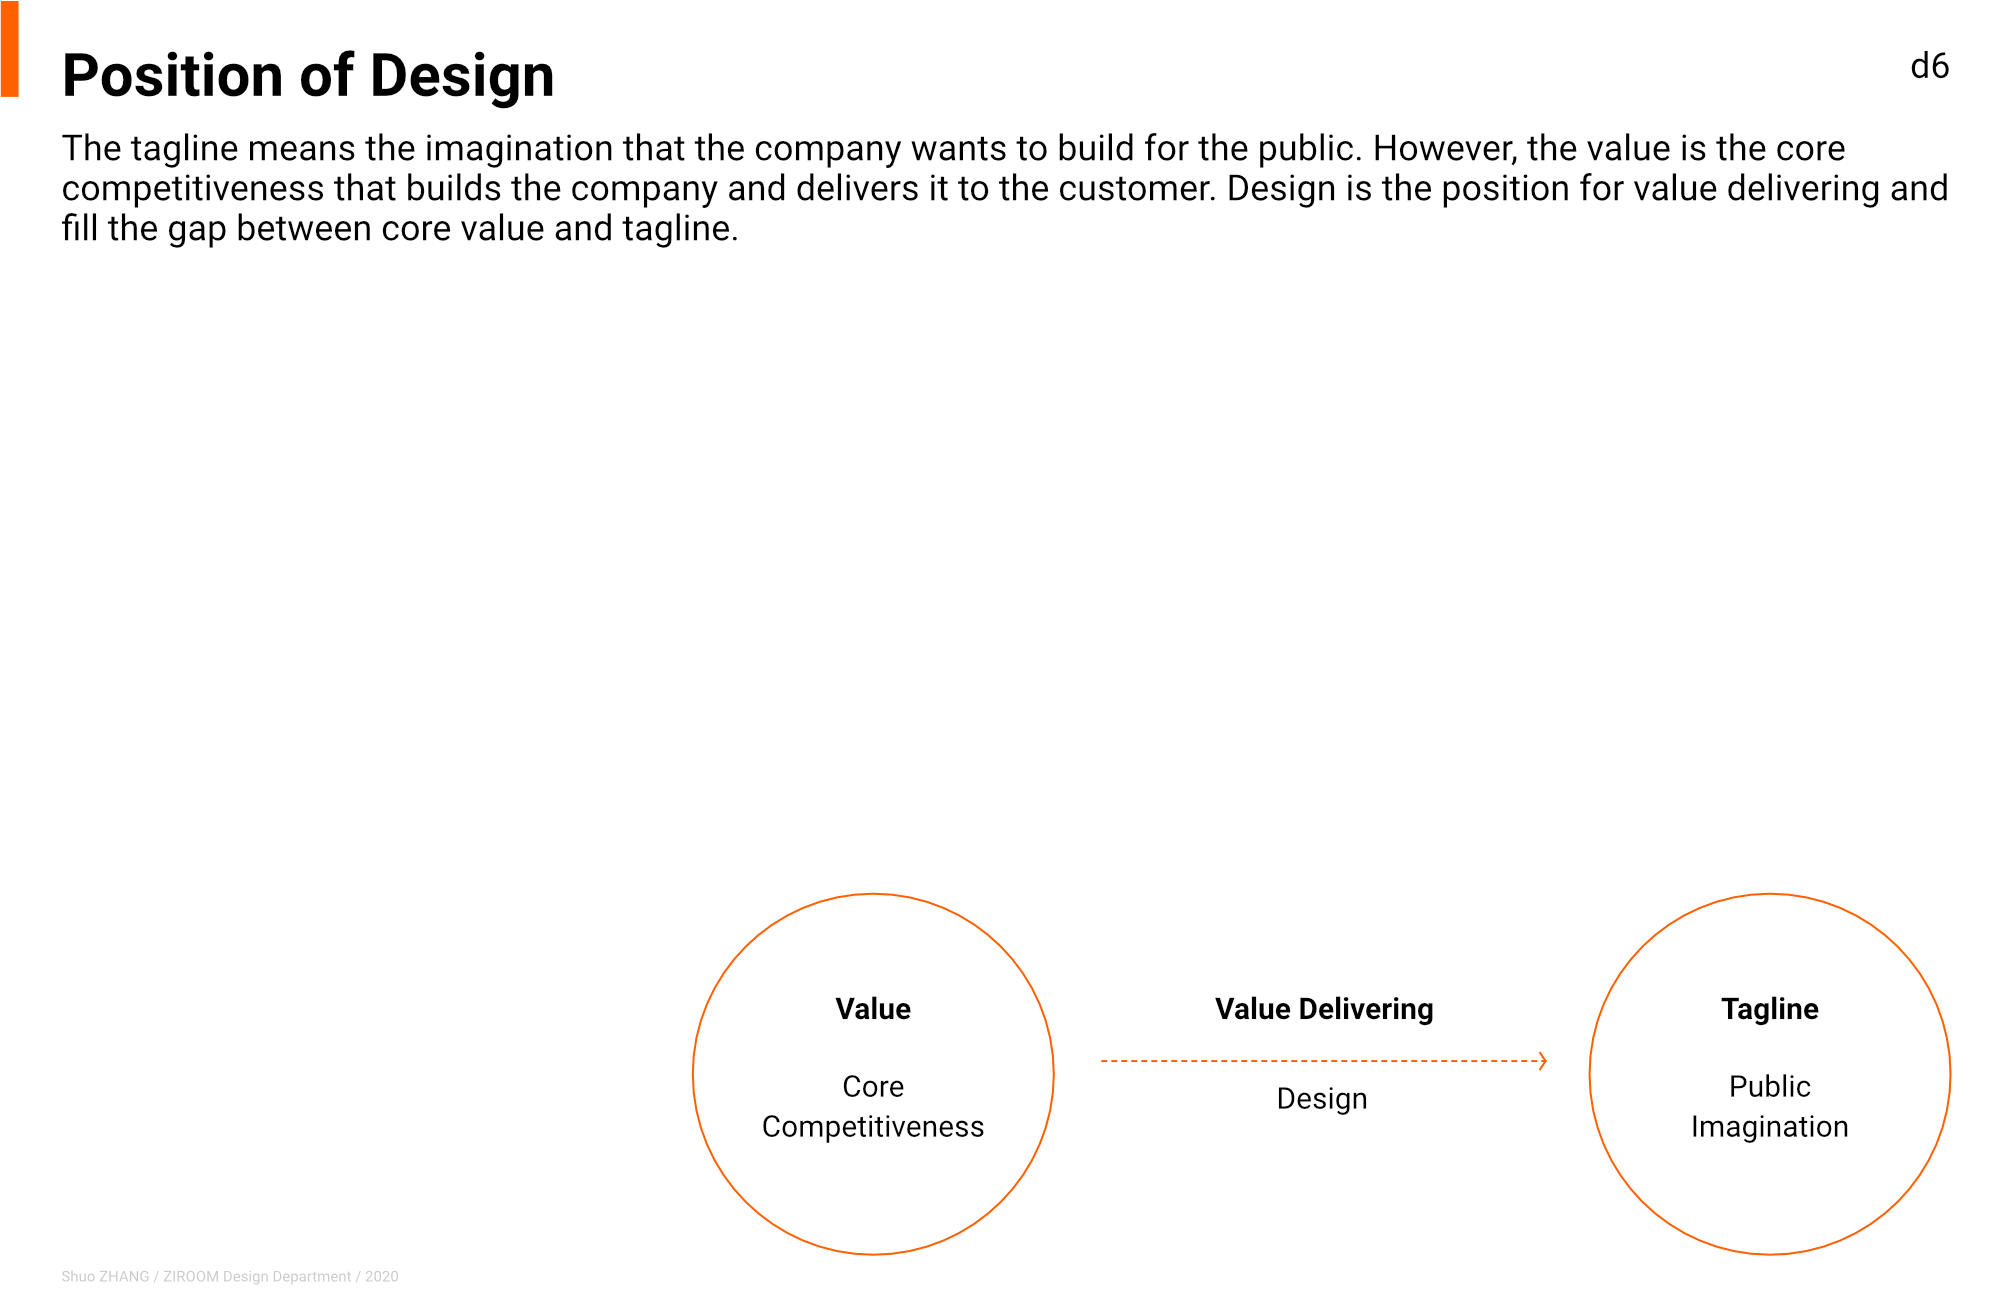 Position of Design
d6
The tagline means the imagination that the company wants to build for the public. However, the value is the core
competitiveness that builds the company and delivers it to the customer. Design is the position for value delivering and
fill the gap between core value and tagline.
Value
Core
Competitiveness
Value Delivering
Design
Tagline
Public
Imagination
Shuo ZHANG / ZIROOM Design Department / 2020